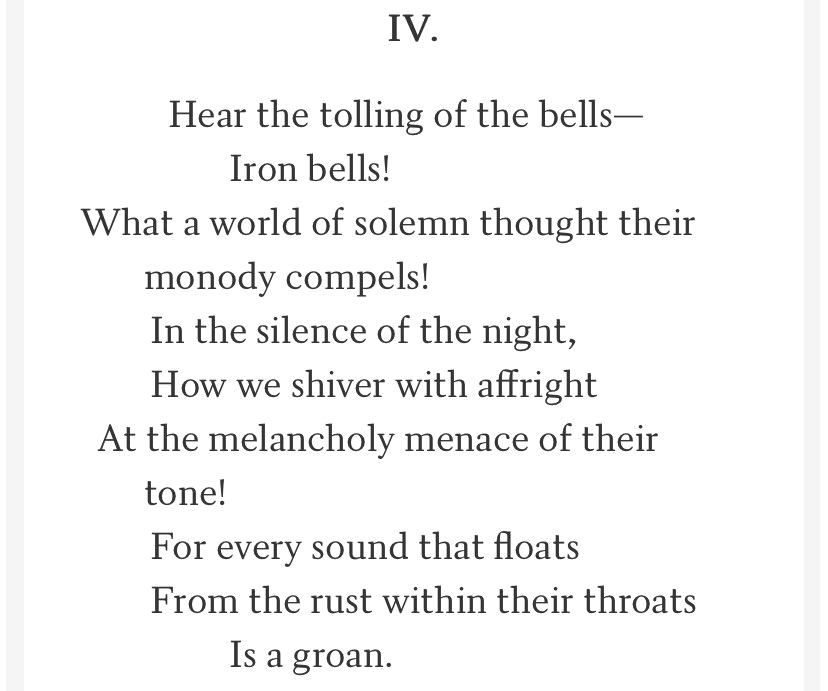 IV.
Hear the tolling of the bells—
Iron bells!
What a world of solemn thought their
monody compels!
In the silence of the night,
How we shiver with affright
At the melancholy menace of their
tone!
For every sound that floats
From the rust within their throats
Is a groan.